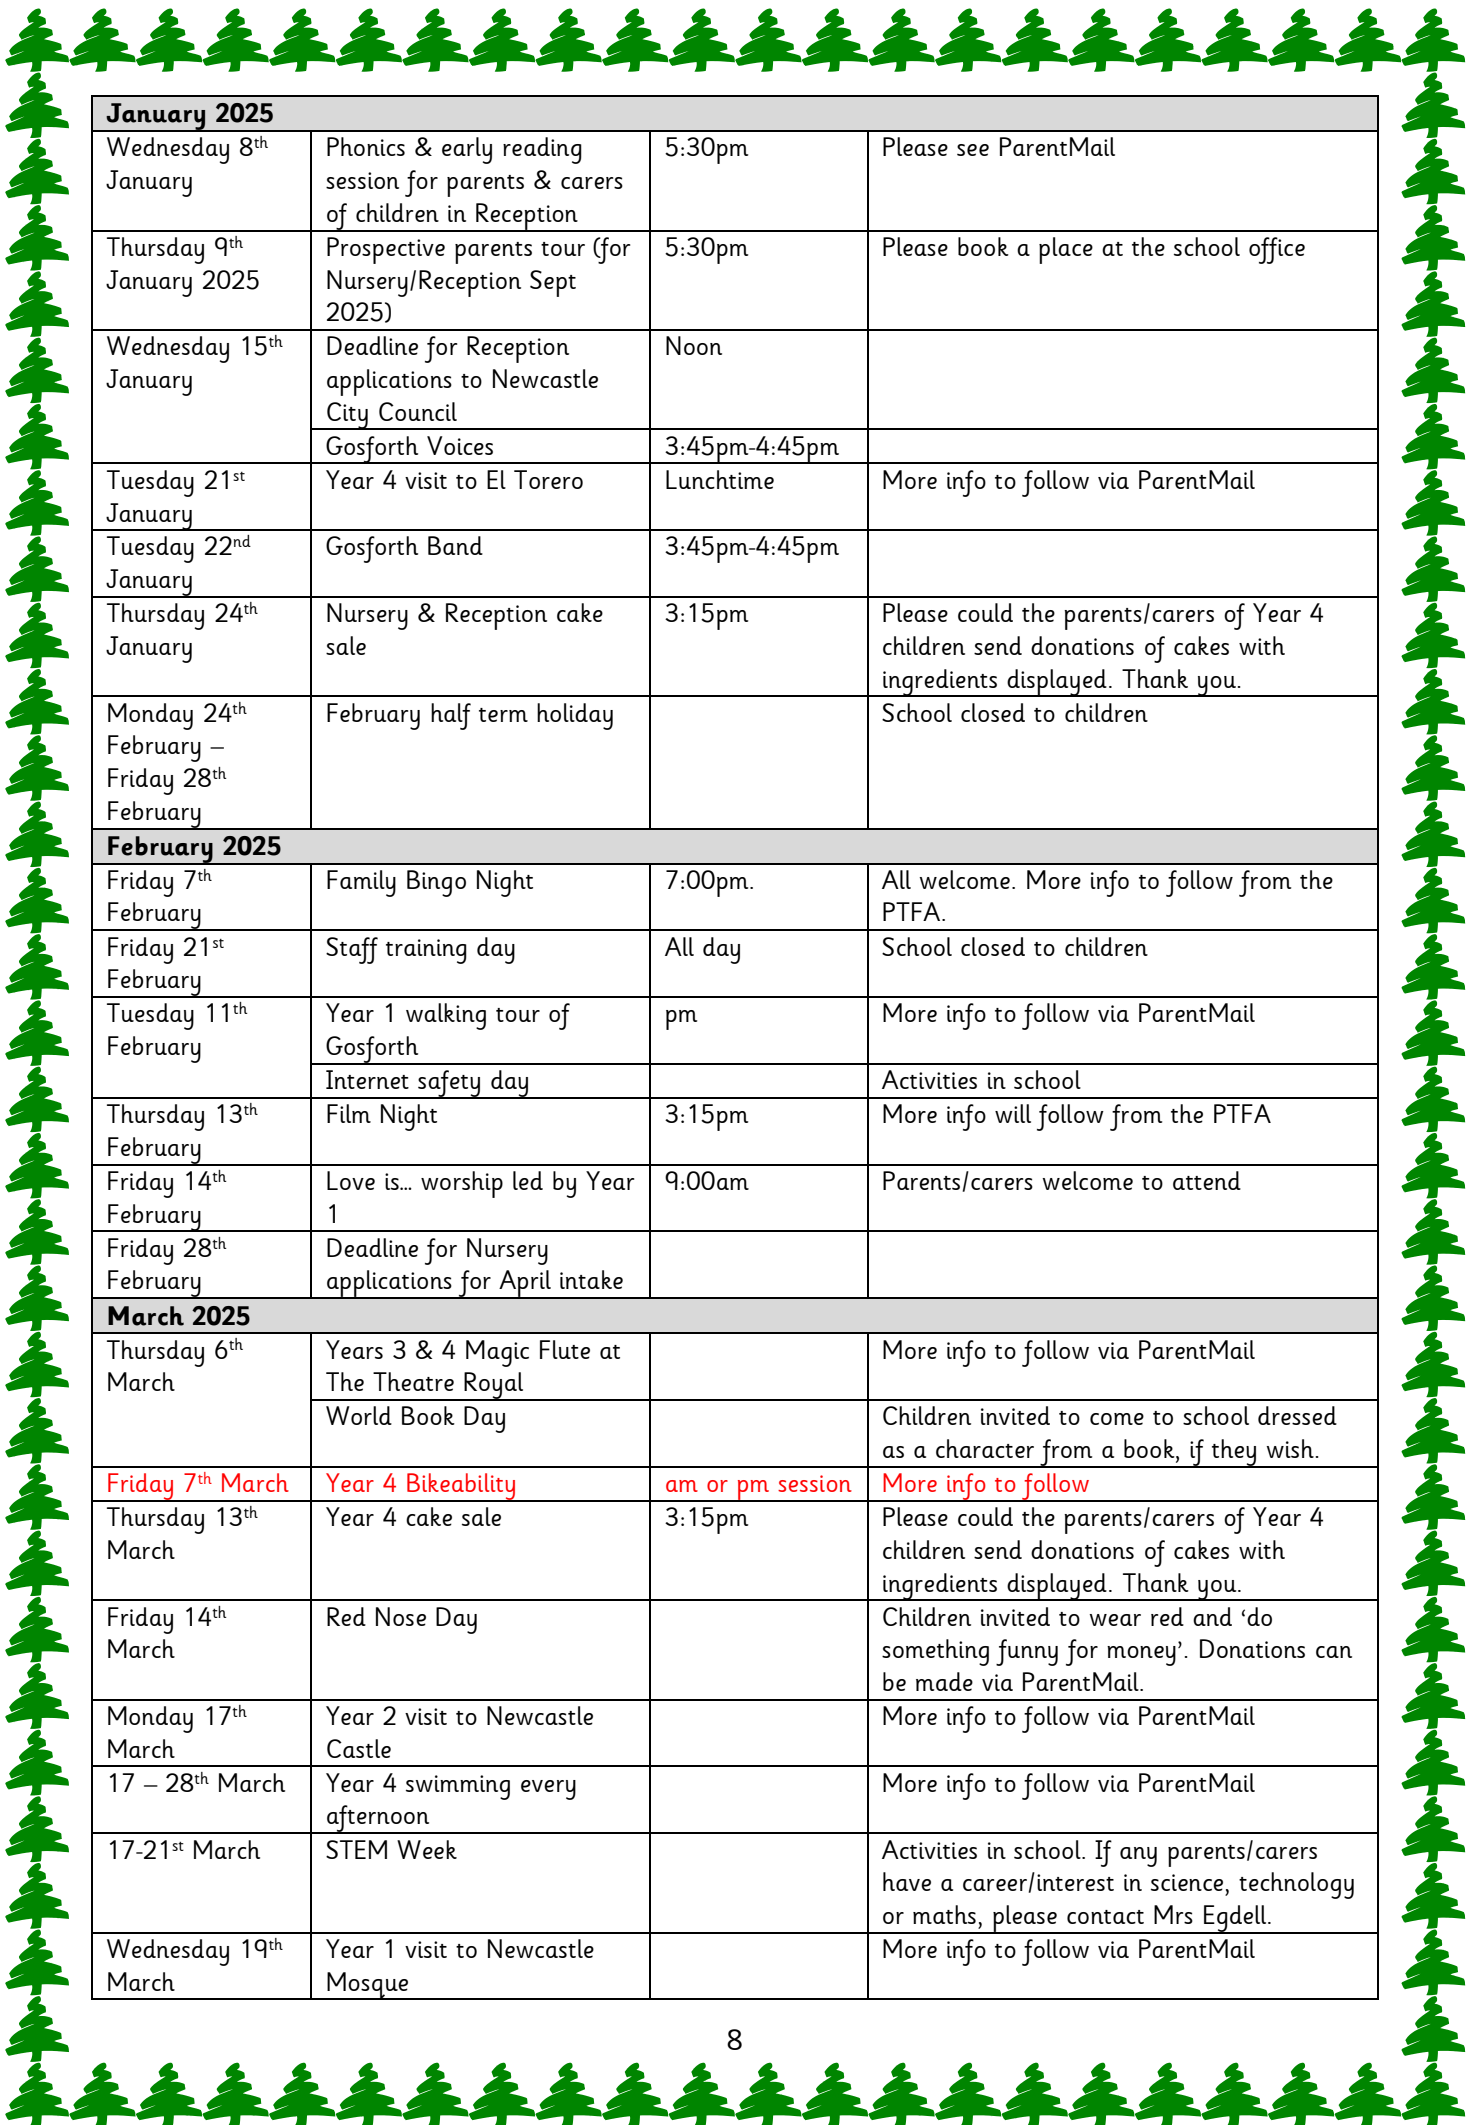 January 2025
Wednesday 8th
January
Phonics & early reading
session for parents & carers
of children in Reception
5:30pm
Please see ParentMail
Thursday 9th
January 2025
Prospective parents tour (for
Nursery/Reception Sept
2025)
5:30pm
Please book a place at the school office
Wednesday 15th
January
Deadline for Reception
applications to Newcastle
City Council
Noon
Gosforth Voices
3:45pm-4:45pm
Tuesday 21st
January
Year 4 visit to El Torero
Lunchtime
More info to follow via ParentMail
Tuesday 22nd
January
Gosforth Band
3:45pm-4:45pm
Thursday 24th
January
Nursery & Reception cake
sale
3:15pm
Please could the parents/carers of Year 4
children send donations of cakes with
ingredients displayed. Thank you.
Monday 24th
February –
Friday 28th
February
February half term holiday
School closed to children
February 2025
Friday 7th
February
Family Bingo Night
7:00pm.
All welcome. More info to follow from the
PTFA.
Friday 21st
February
Staff training day
All day
School closed to children
Tuesday 11th
February
Year 1 walking tour of
Gosforth
pm
More info to follow via ParentMail
Internet safety day
Activities in school
Thursday 13th
February
Film Night
3:15pm
More info will follow from the PTFA
Friday 14th
February
Love is… worship led by Year
1
9:00am
Parents/carers welcome to attend
Friday 28th
February
Deadline for Nursery
applications for April intake
March 2025
Thursday 6th
March
Years 3 & 4 Magic Flute at
The Theatre Royal
More info to follow via ParentMail
World Book Day
Children invited to come to school dressed
as a character from a book, if they wish.
Friday 7th March
Year 4 Bikeability
am or pm session
More info to follow
Thursday 13th
March
Year 4 cake sale
3:15pm
Please could the parents/carers of Year 4
children send donations of cakes with
ingredients displayed. Thank you.
Friday 14th
March
Red Nose Day
Children invited to wear red and ‘do
something funny for money’. Donations can
be made via ParentMail.
Monday 17th
March
Year 2 visit to Newcastle
Castle
More info to follow via ParentMail
17 – 28th March
Year 4 swimming every
afternoon
More info to follow via ParentMail
17-21st March
STEM Week
Activities in school. If any parents/carers
have a career/interest in science, technology
or maths, please contact Mrs Egdell.
Wednesday 19th
March
Year 1 visit to Newcastle
Mosque
More info to follow via ParentMail
8